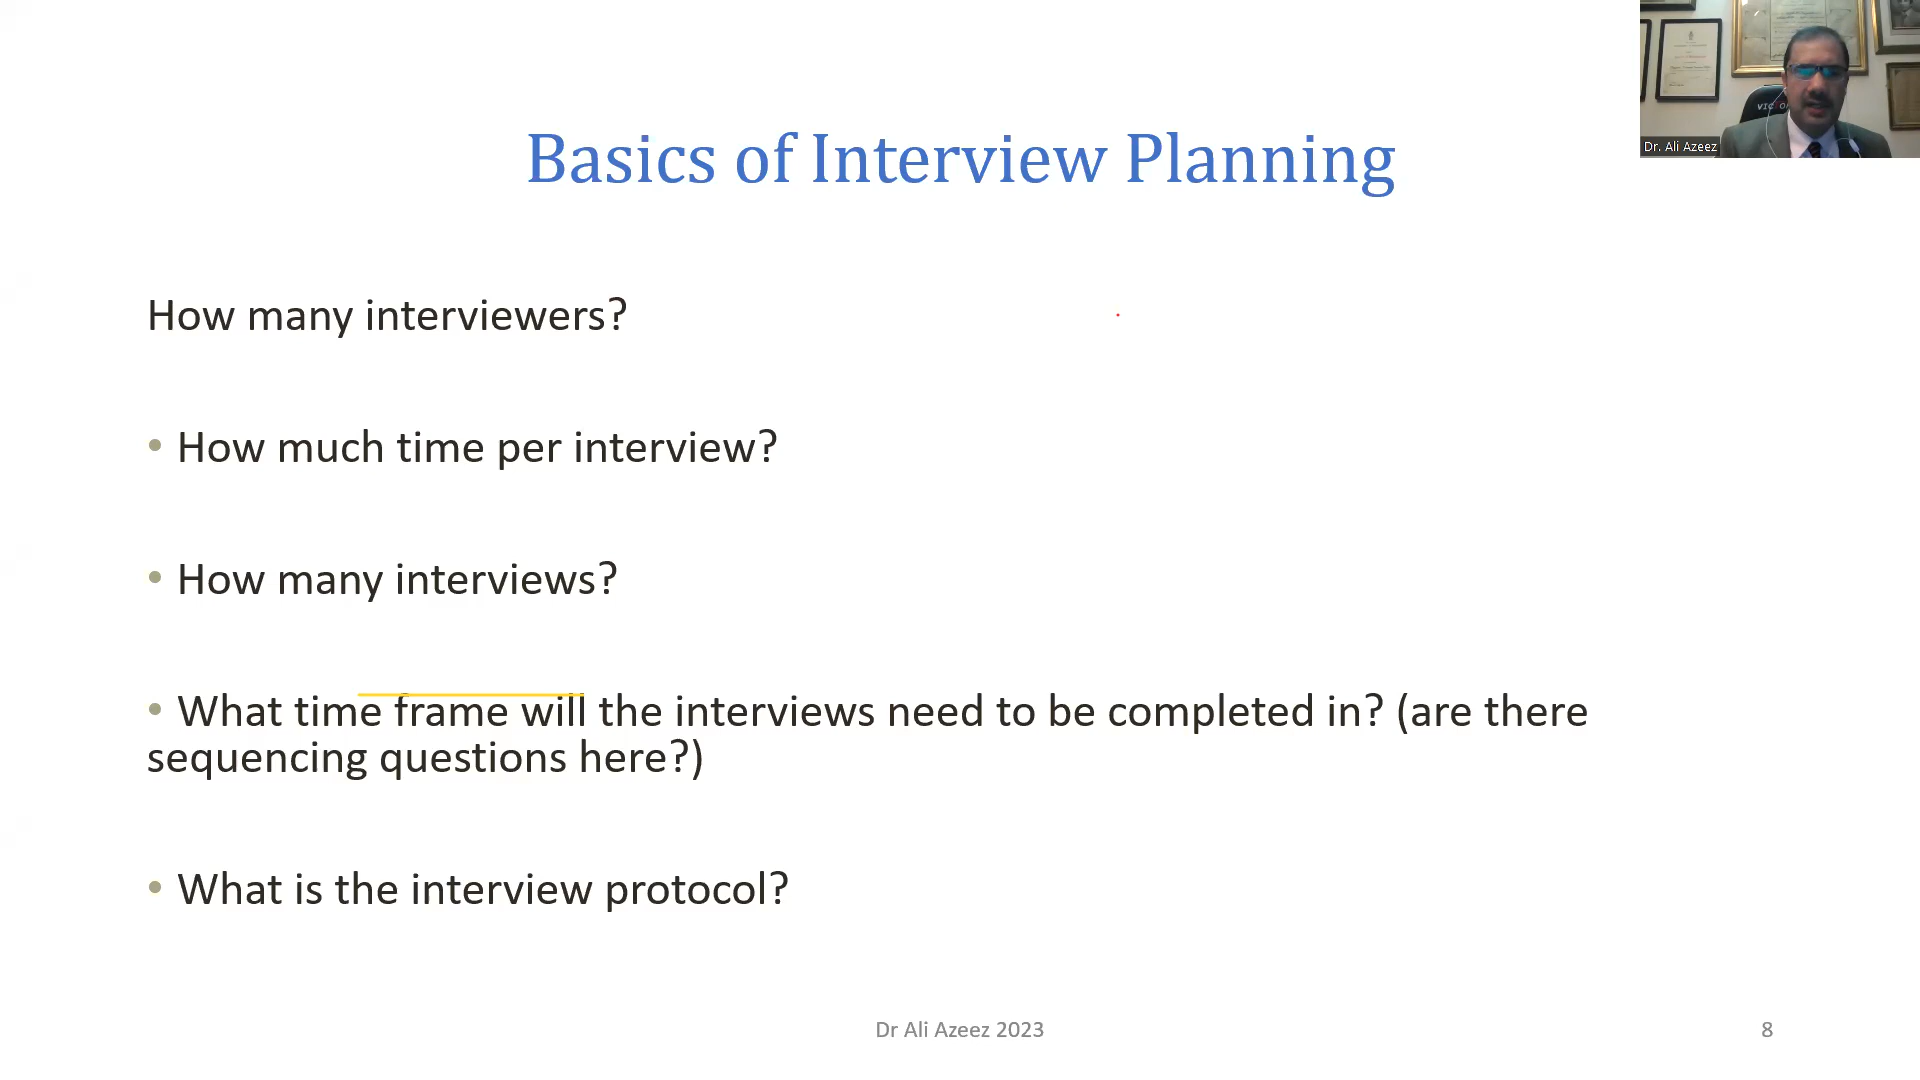 Basics of Interview Planning
Dr. Ali Azeez
How many interviewers?
• How much time per interview?
• How many interviews?
• What time frame will the interviews need to be completed in? (are there
sequencing questions here?)
• What is the interview protocol?
Dr Ali Azeez 2023
8